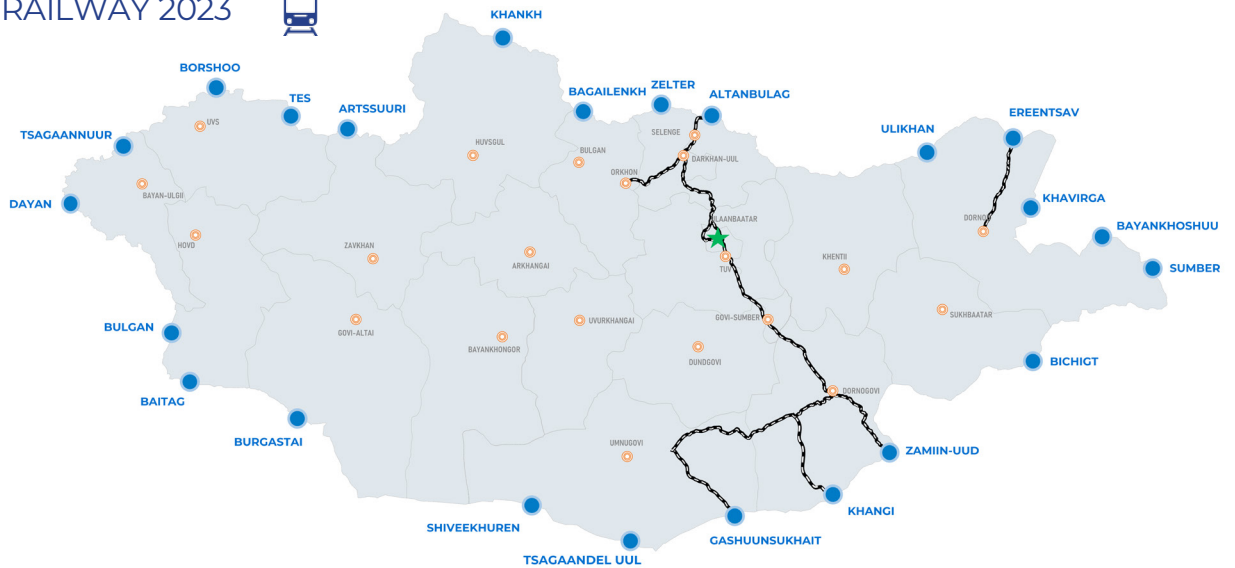 RAILWAY 2023
KHANKH
BORSHOO
BAGAILENKH
ZELTER
ALTANBULAG
TES
ARTSSUURI
EREENTSAV
UVS
TSAGAANNUUR
SELENGE
ULIKHAN
HUVSGUL
BULGAN
DARKHAN-UUL
ORKHON
BAYAN-ULGII
DAYAN
KHAVIRGA
ULAANBAATAR
DORNOD
BAYANKHOSHUU
HOVD
ZAVKHAN
ARKHANGAI
TUV
KHENTII
SUMBER
BULGAN
GOVI-ALTAI
UVURKHANGAI
GOVI-SUMBER
SUKHBAATAR
BAYANKHONGOR
DUNDGOVI
BICHIGT
BAITAG
DORNOGOVI
BURGASTAI
UMNUGOVI
ZAMIIN-UUD
SHIVEEKHUREN
KHANGI
GASHUUNSUKHAIT
TSAGAANDEL UUL